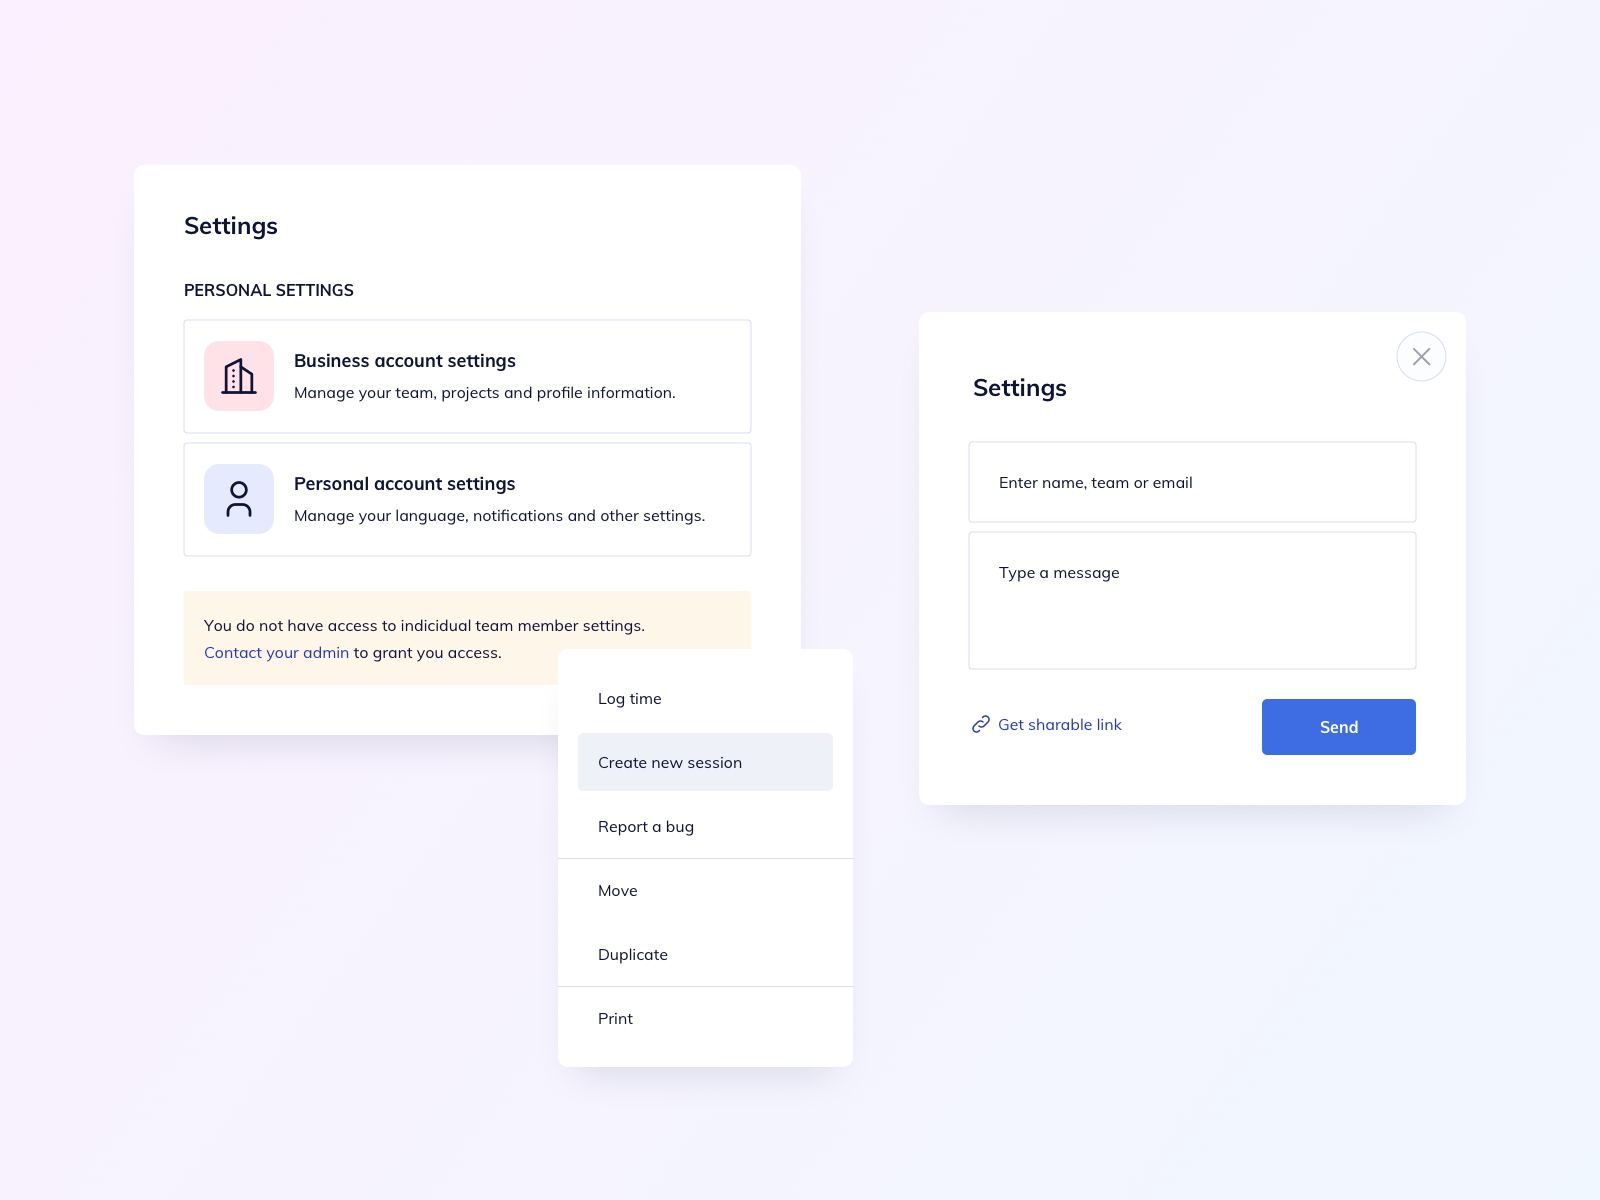 Settings
PERSONAL SETTINGS
Business account settings
Manage your team, projects and profile information.
Personal account settings
Manage your language, notifications and other settings.
You do not have access to indicidual team member settings.
Contact your admin to grant you access.
Log time
Create new session
Report a bug
Move
Duplicate
Print
Settings
Enter name, team or email
Type a message
Get sharable link
Send